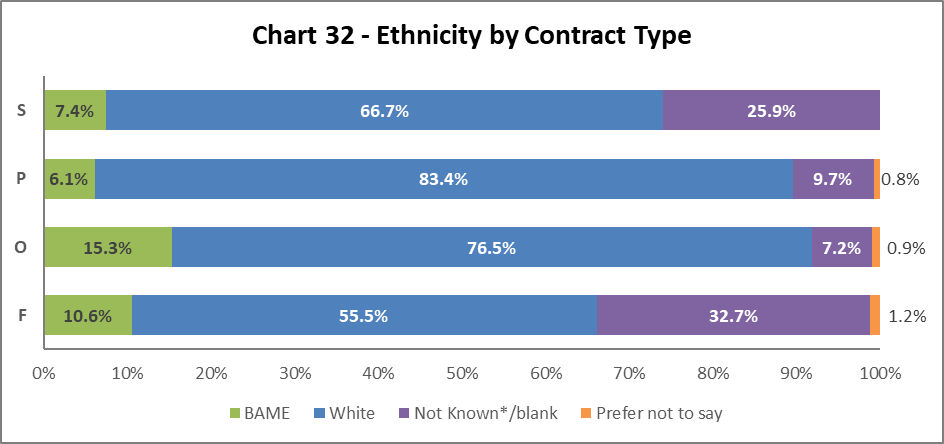 Chart 32 - Ethnicity by Contract Type
S 7.4% 66.7% 25.9%
P 6.1% 83.4% 9.7% 0.8%
O 15.3% 76.5% 7.2% 0.9%
F 10.6% 55.5% 32.7% 1.2%
0% 10% 20% 30% 40% 50% 60% 70% 80% 90% 100%
BAME White Not Known*/blank Prefer not to say